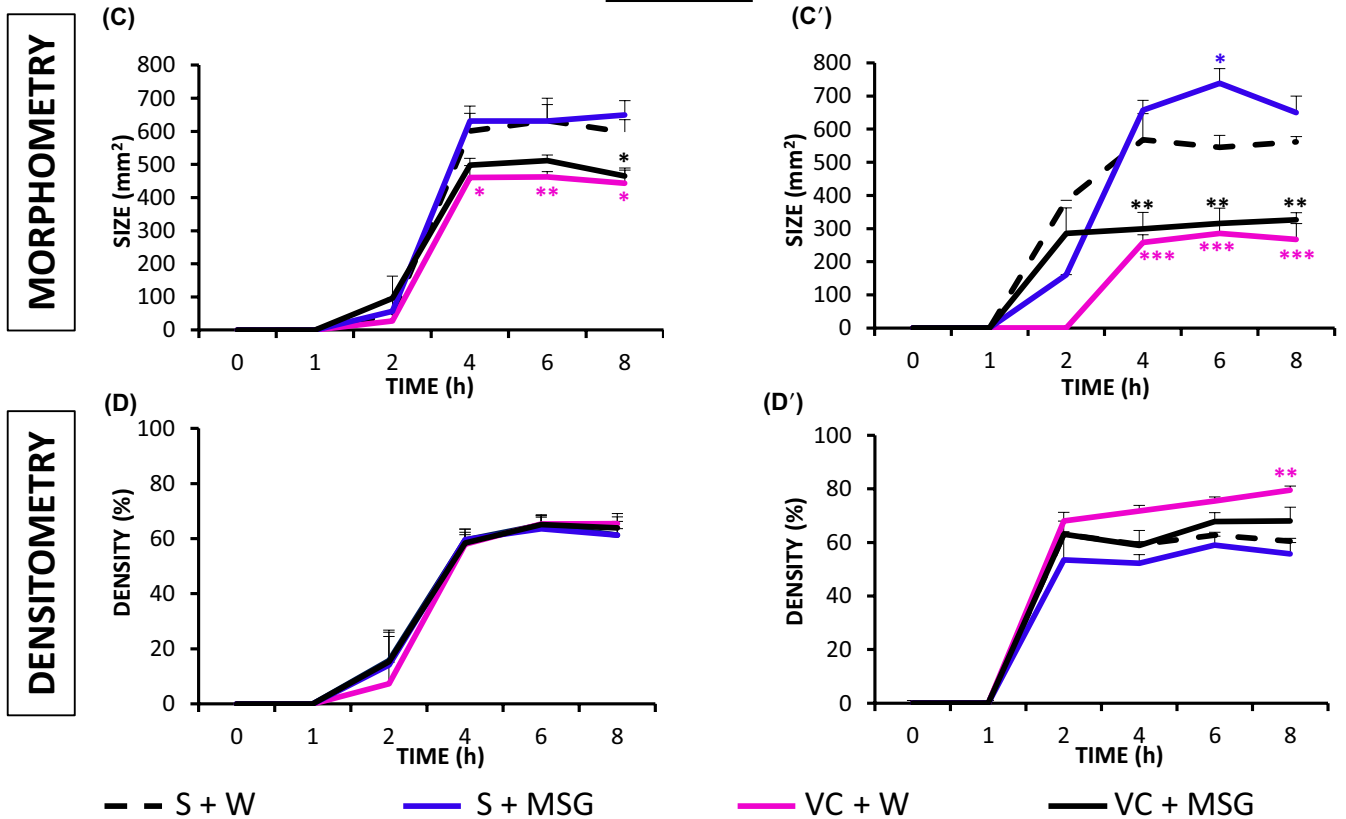 MORPHOMETRY
(C)
SIZE (mm²)
800
700
600
500
400
300
200
100
0
*
* ** *
0 1 2 4 6 8
TIME (h)
(C′)
SIZE (mm²)
800
700
600
500
400
300
200
100
0
*
** ** **
*** *** ***
0 1 2 4 6 8
TIME (h)
DENSITOMETRY
(D)
DENSITY (%)
100
80
60
40
20
0
0 1 2 4 6 8
TIME (h)
(D′)
DENSITY (%)
100
80
60
40
20
0
**
0 1 2 4 6 8
TIME (h)
S + W S + MSG VC + W VC + MSG